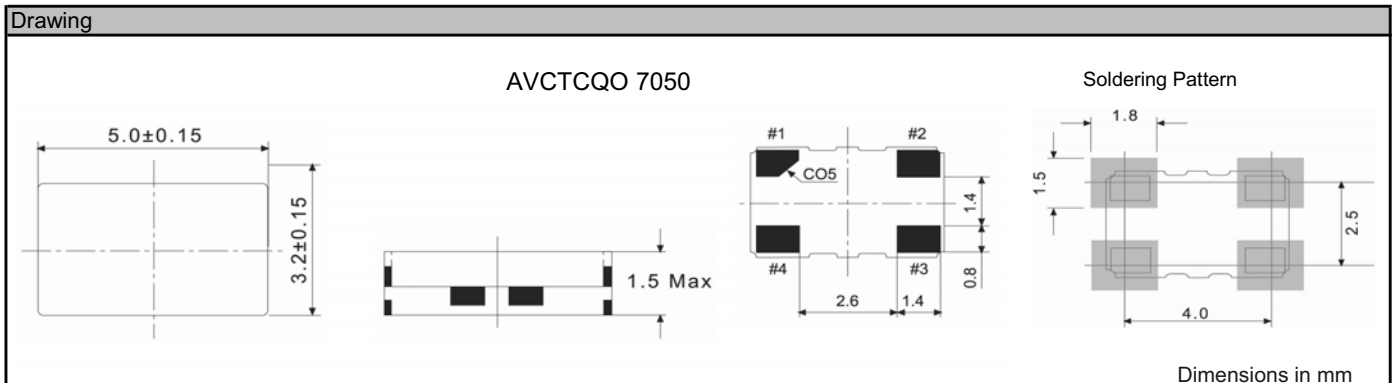 Drawing
AVCTCQO 7050
Soldering Pattern
5.0±0.15
3.2±0.15
1.5 Max
#1
#2
CO5
1.4
#4
#3
0.8
2.6
1.4
1.8
1.5
2.5
4.0
Dimensions in mm